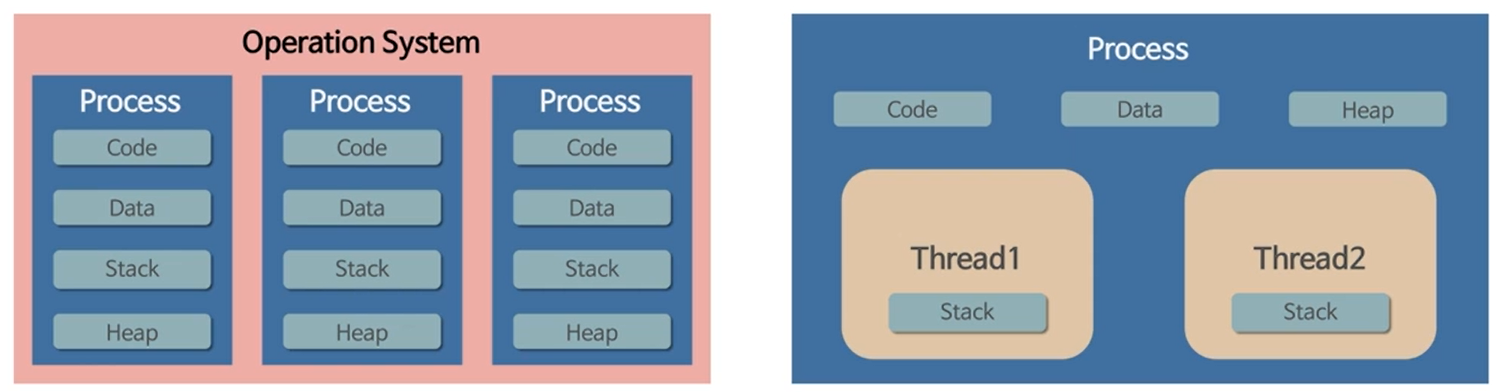 Operation System
Process
Code
Data
Stack
Heap
Process
Code
Data
Stack
Heap
Process
Code
Data
Stack
Heap
Process
Code
Data
Heap
Thread1
Stack
Thread2
Stack